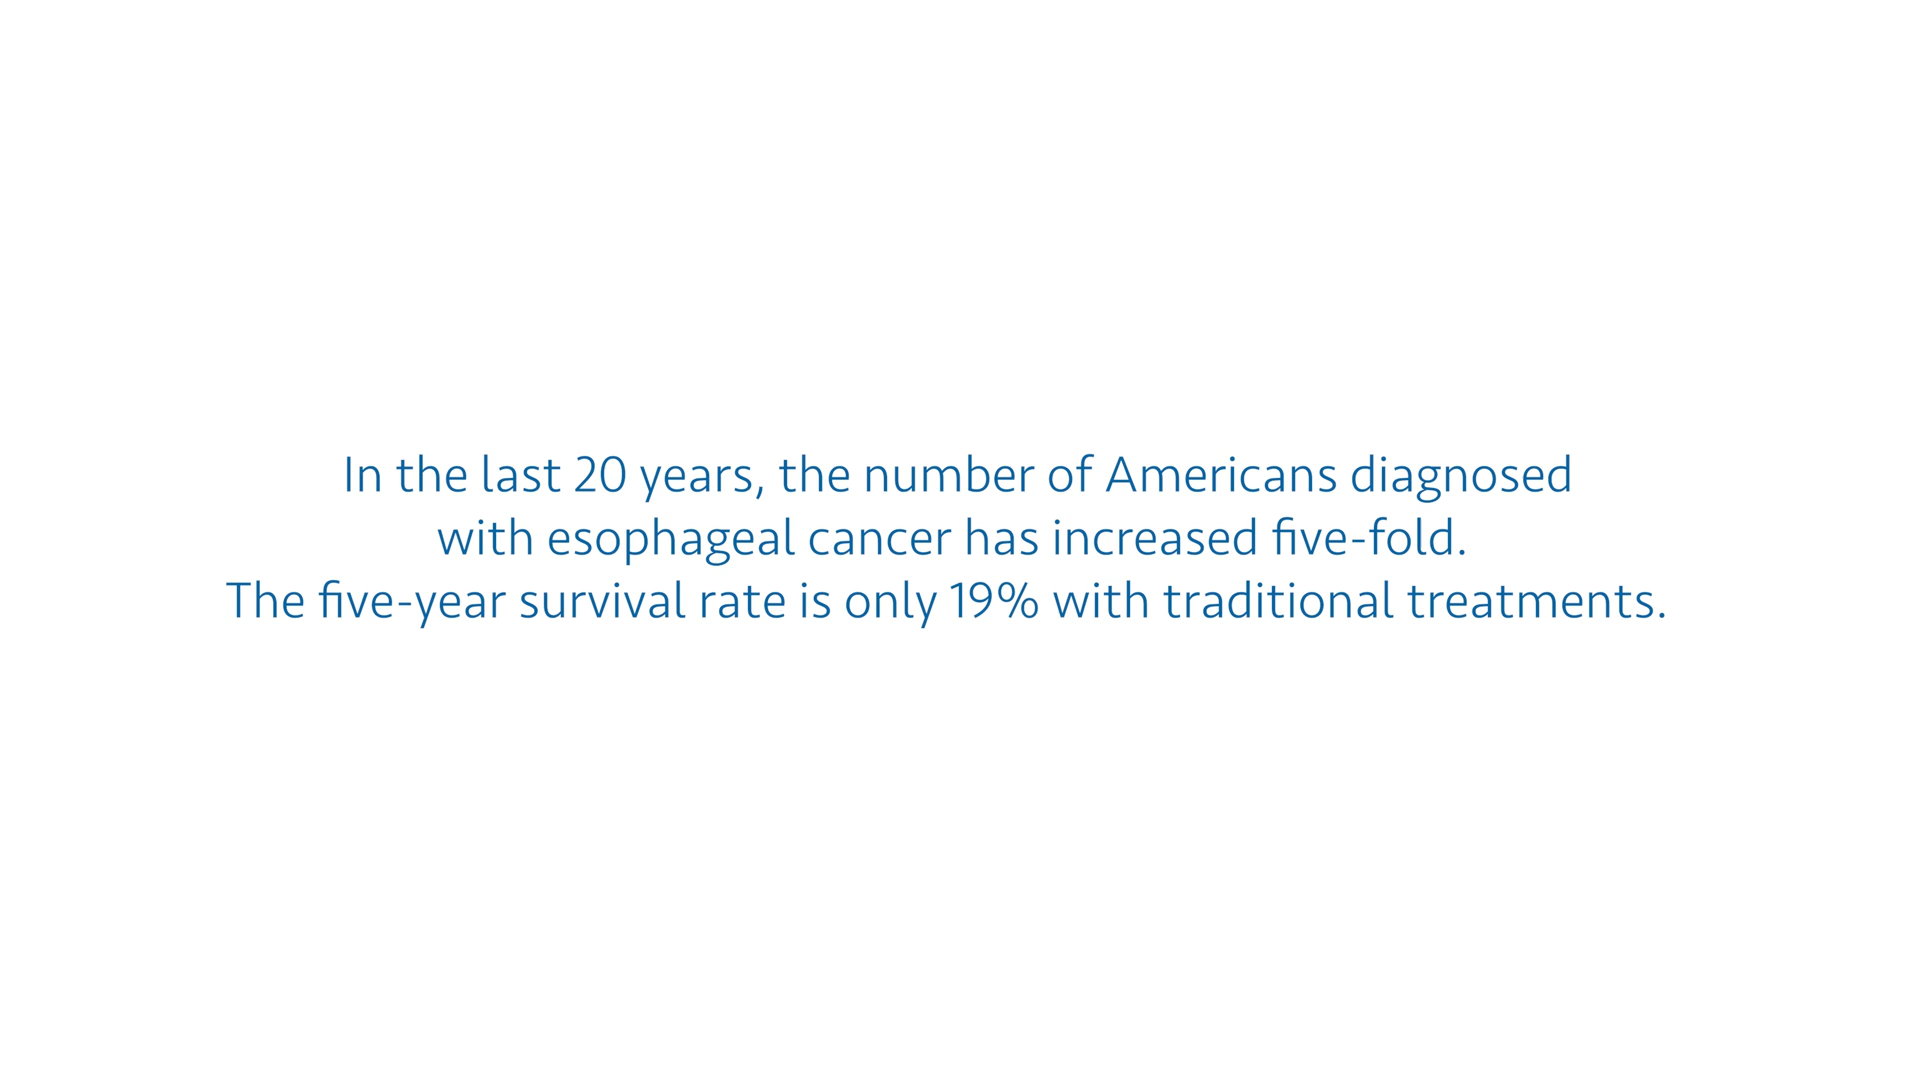 In the last 20 years, the number of Americans diagnosed
with esophageal cancer has increased five-fold.
The five-year survival rate is only 19% with traditional treatments.